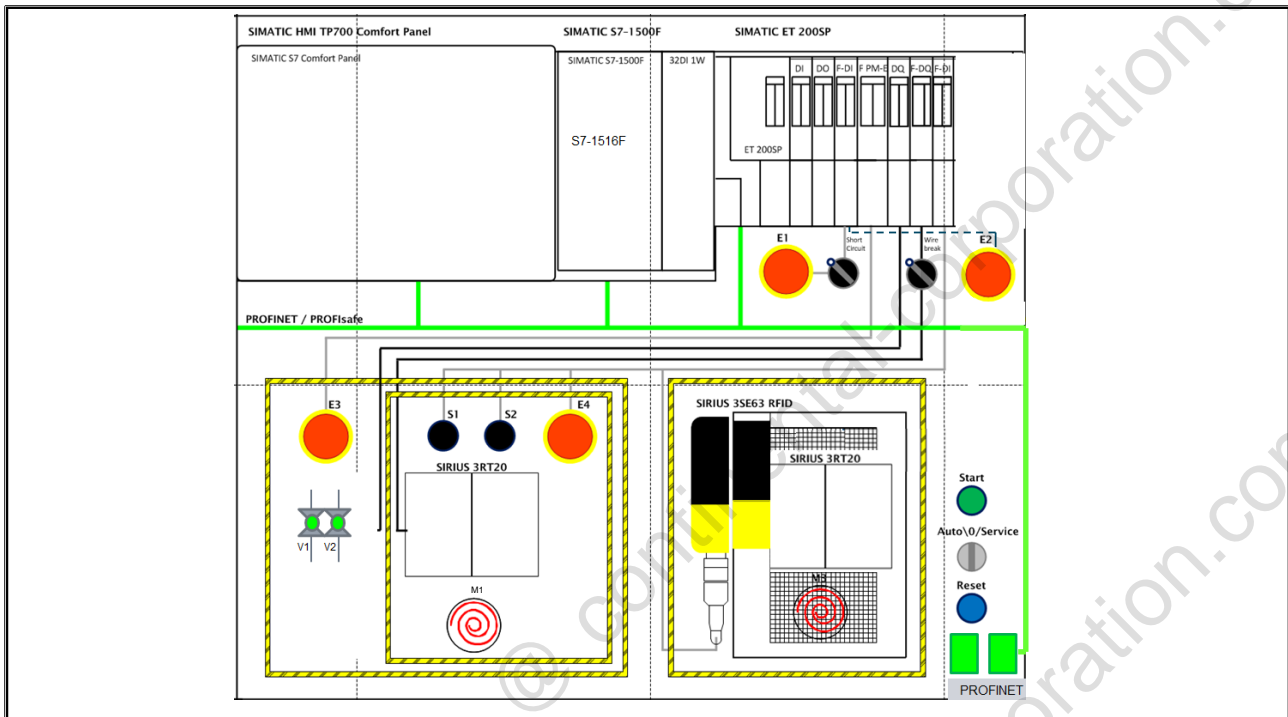 SIMATIC HMI TP700 Comfort Panel
SIMATIC S7-1500F
SIMATIC ET 200SP
SIMATIC S7 Comfort Panel
SIMATIC S7-1500F
32DI 1W
DI DO F-DI F PM-E DQ F-DQ F-DI
S7-1516F
ET 200SP
E1
Short
Circuit
Wire
break
E2
PROFINET / PROFIsafe
E3
S1
S2
E4
SIRIUS 3SE63 RFID
SIRIUS 3RT20
SIRIUS 3RT20
Start
Auto\0/Service
V1
V2
M1
M3
Reset
PROFINET
@ continental-corporation.com